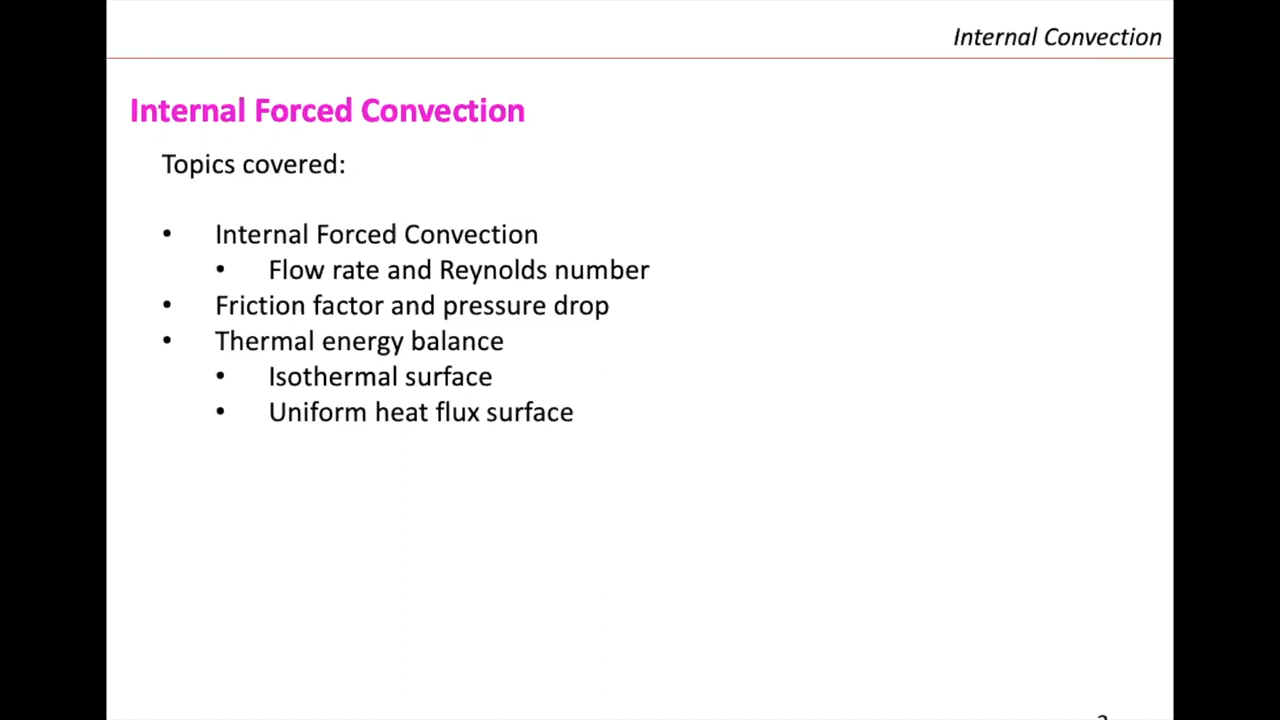 Internal Convection
Internal Forced Convection
Topics covered:
• Internal Forced Convection
• Flow rate and Reynolds number
• Friction factor and pressure drop
• Thermal energy balance
• Isothermal surface
• Uniform heat flux surface